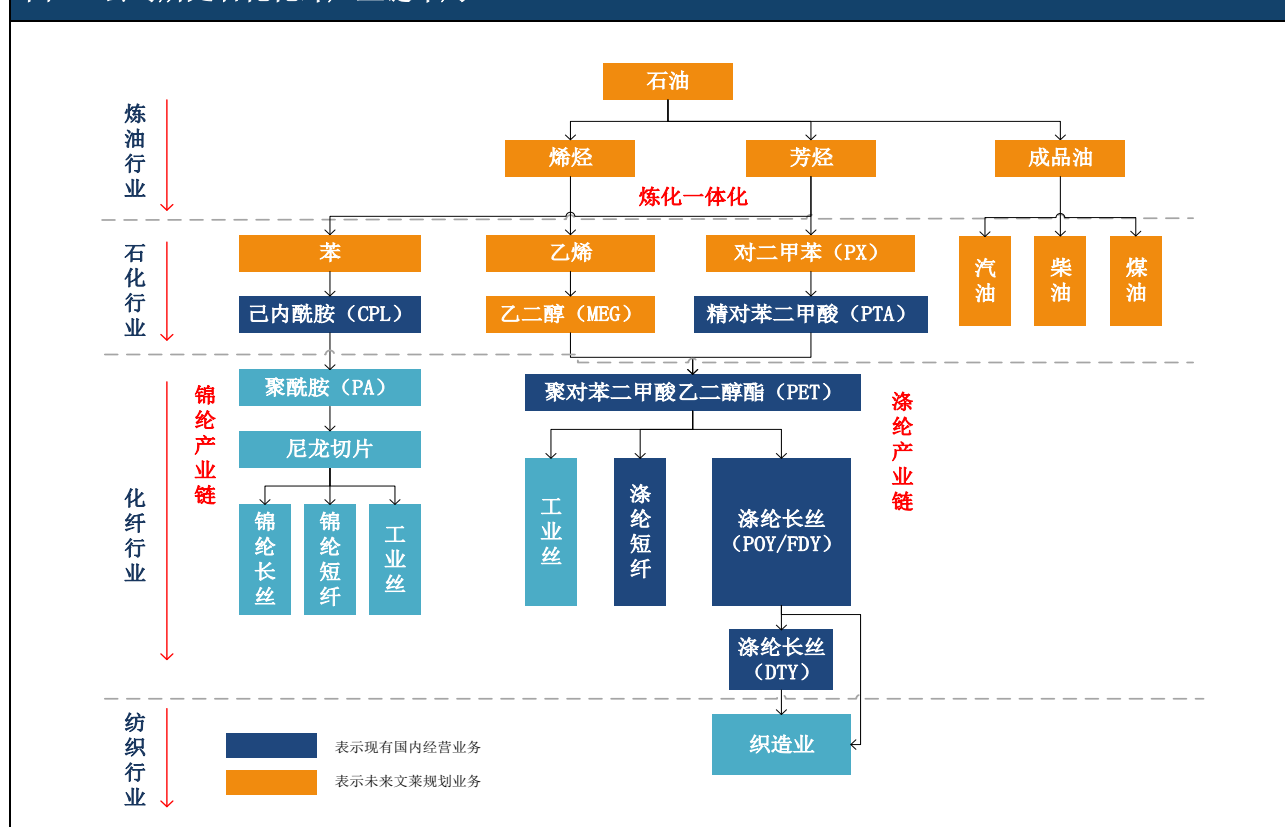 石油
炼油行业
烯烃
芳烃
成品油
炼化一体化
石化行业
苯
乙烯
对二甲苯（PX）
汽油
柴油
煤油
己内酰胺（CPL）
乙二醇（MEG）
精对苯二甲酸（PTA）
聚酰胺（PA）
聚对苯二甲酸乙二醇酯（PET）
锦纶产业链
涤纶产业链
尼龙切片
化纤行业
锦纶长丝
锦纶短纤
工业丝
工业丝
涤纶短纤
涤纶长丝
（POY/FDY）
涤纶长丝
（DTY）
纺织行业
织造业
表示现有国内经营业务
表示未来文莱规划业务